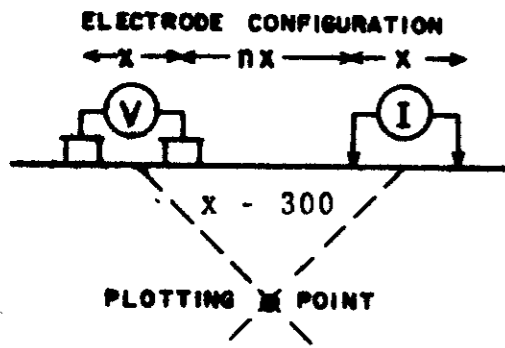 ELECTRODE CONFIGURATION
x nx x
V I
x - 300
PLOTTING POINT